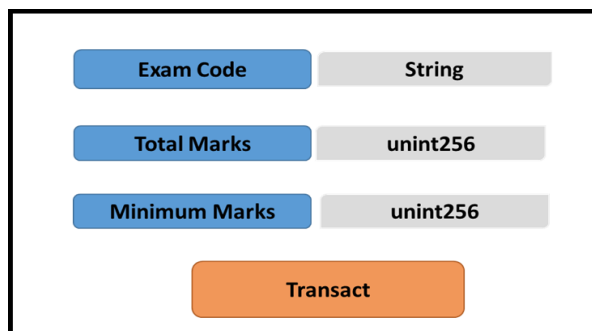 Exam Code String
Total Marks unint256
Minimum Marks unint256
Transact